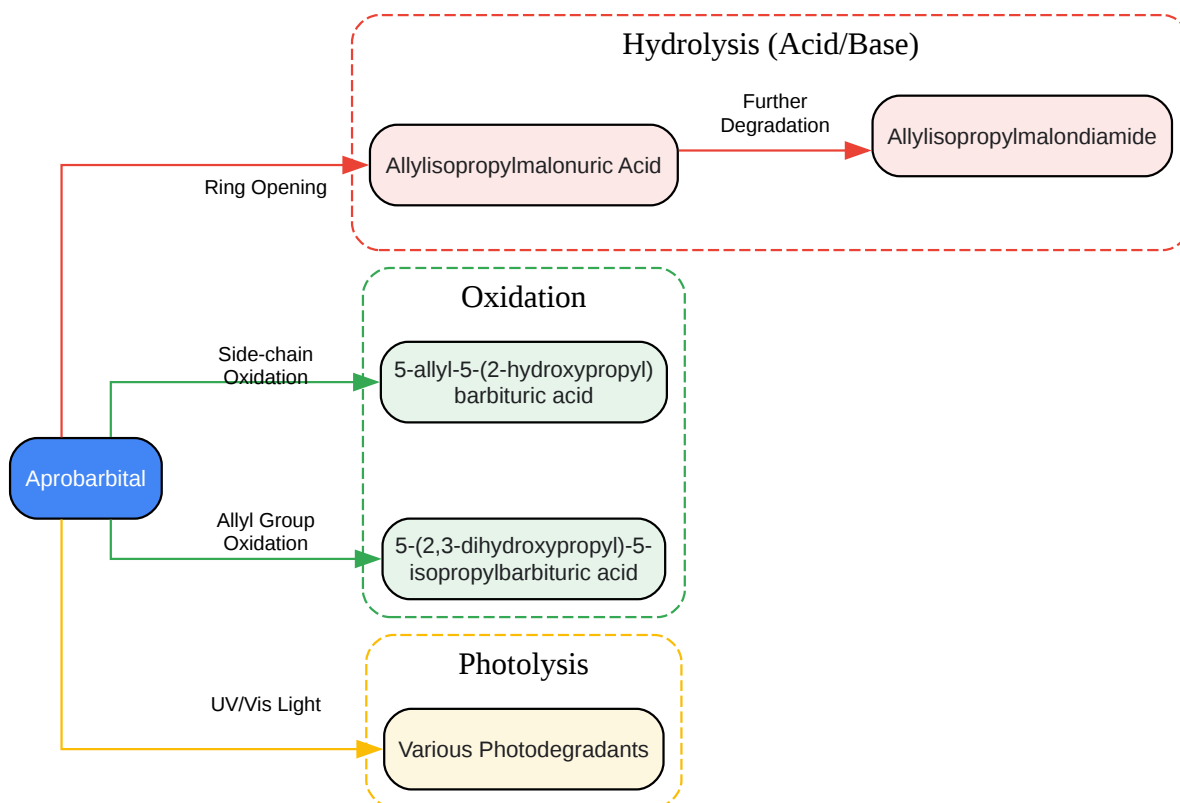 Hydrolysis (Acid/Base)
Further
Degradation
Allylisopropylmalonuric Acid
Allylisopropylmalondiamide
Ring Opening
Oxidation
Side-chain
Oxidation
5-allyl-5-(2-hydroxypropyl)
barbituric acid
Aprobarbital
Allyl Group
Oxidation
5-(2,3-dihydroxypropyl)-5-
isopropylbarbituric acid
Photolysis
UV/Vis Light
Various Photodegradants